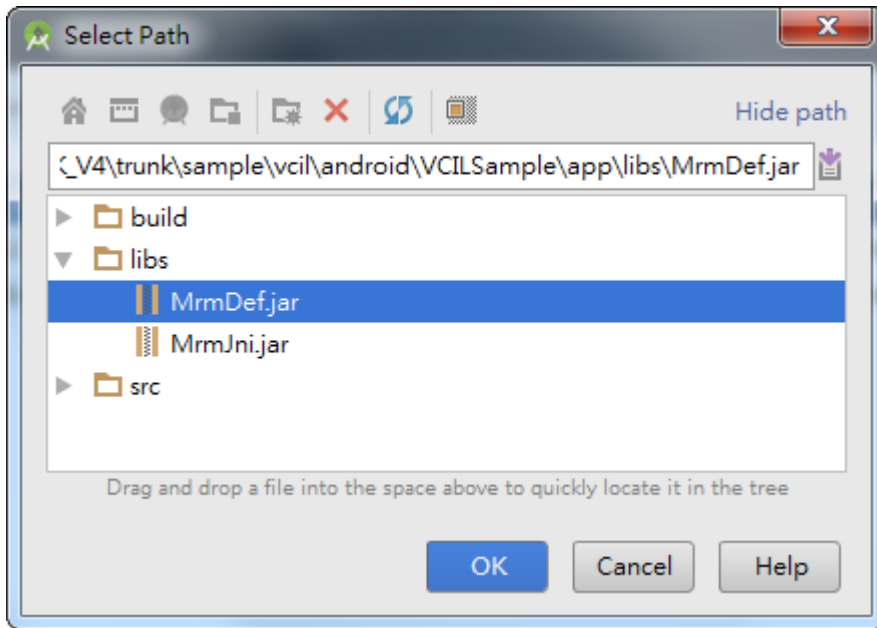 Select Path
Hide path
_V4\trunk\sample\vcil\android\VCILSample\app\libs\MrmDef.jar
build
libs
MrmDef.jar
MrmJni.jar
src
Drag and drop a file into the space above to quickly locate it in the tree
OK Cancel Help